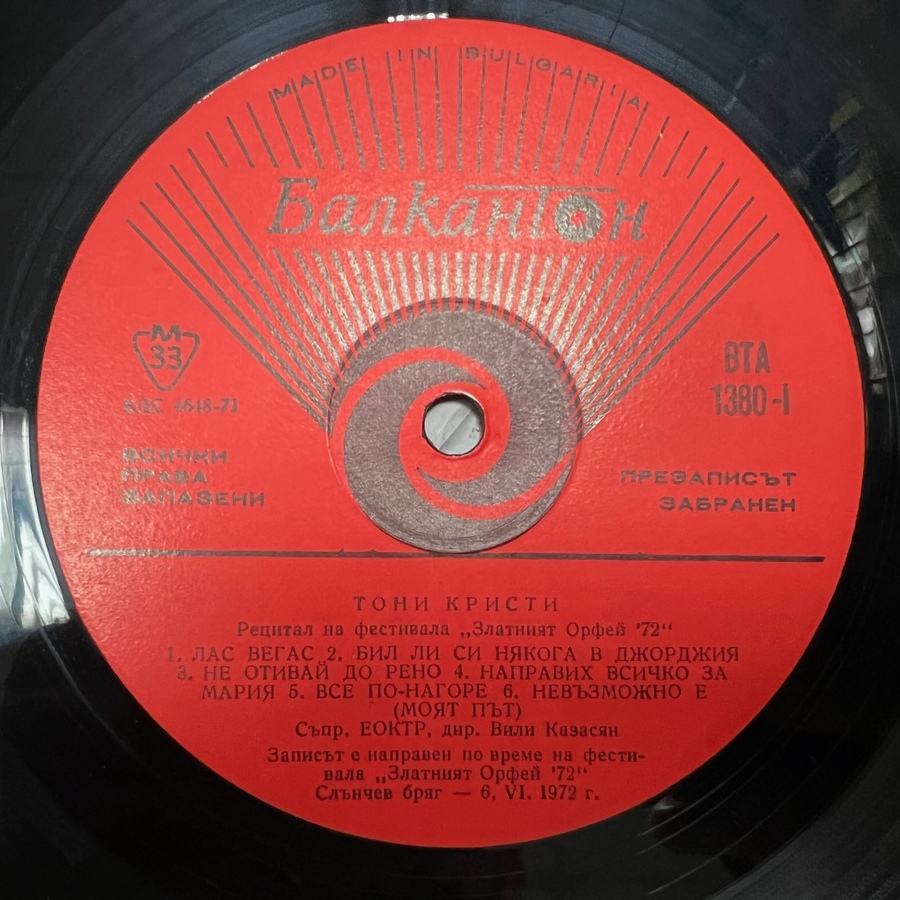 MADE IN BULGARIA
Балкантон
М
33
БДС 4648-71
ВСИЧКИ
ПРАВА
ЗАПАЗЕНИ
ВТА
1380-I
ПРЕЗАПИСЪТ
ЗАБРАНЕН
ТОНИ КРИСТИ
Рецитал на фестивала „Златният Орфей '72“
1. ЛАС ВЕГАС 2. БИЛ ЛИ СИ НЯКОГА В ДЖОРДЖИЯ
3. НЕ ОТИВАЙ ДО РЕНО 4. НАПРАВИХ ВСИЧКО ЗА
МАРИЯ 5. ВСЕ ПО-НАГОРЕ 6. НЕВЪЗМОЖНО Е
(МОЯТ ПЪТ)
Съпр. ЕОКТР, дир. Вили Казасян
Записът е направен по време на фести-
вала „Златният Орфей '72“
Слънчев бряг — 6. VI. 1972 г.